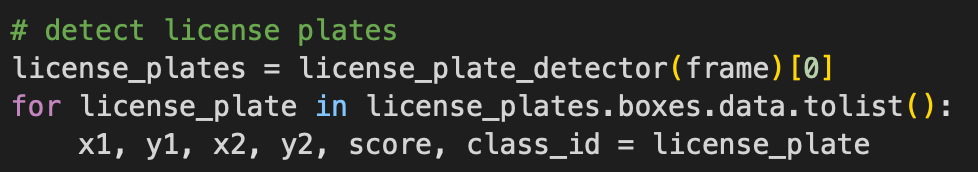 # detect license plates
license_plates = license_plate_detector(frame)[0]
for license_plate in license_plates.boxes.data.tolist():
    x1, y1, x2, y2, score, class_id = license_plate